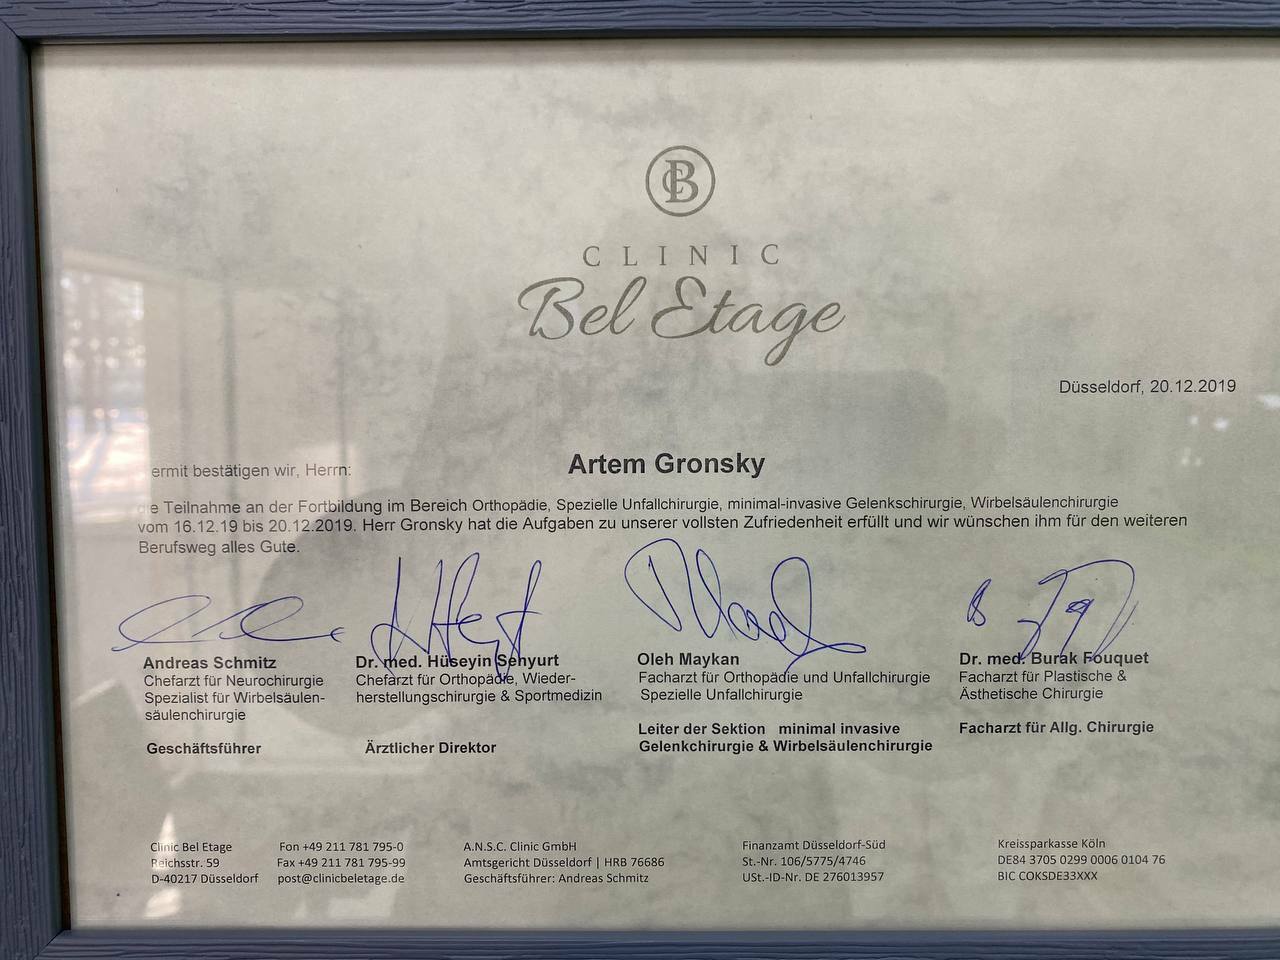 CB
CLINIC
Bel Etage
Düsseldorf, 20.12.2019
ermit bestätigen wir, Herrn:
Artem Gronsky
die Teilnahme an der Fortbildung im Bereich Orthopädie, Spezielle Unfallchirurgie, minimal-invasive Gelenkschirurgie, Wirbelsäulenchirurgie
vom 16.12.19 bis 20.12.2019. Herr Gronsky hat die Aufgaben zu unserer vollsten Zufriedenheit erfüllt und wir wünschen ihm für den weiteren
Berufsweg alles Gute.
Andreas Schmitz
Chefarzt für Neurochirurgie
Spezialist für Wirbelsäulen-
säulenchirurgie
Geschäftsführer
Dr. med. Hüseyin Senyurt
Chefarzt für Orthopädie, Wieder-
herstellungschirurgie & Sportmedizin
Ärztlicher Direktor
Oleh Maykan
Facharzt für Orthopädie und Unfallchirurgie
Spezielle Unfallchirurgie
Leiter der Sektion minimal invasive
Gelenkchirurgie & Wirbelsäulenchirurgie
Dr. med. Burak Fouquet
Facharzt für Plastische &
Ästhetische Chirurgie
Facharzt für Allg. Chirurgie
Clinic Bel Etage
Reichsstr. 59
D-40217 Düsseldorf
Fon +49 211 781 795-0
Fax +49 211 781 795-99
post@clinicbeletage.de
A.N.S.C. Clinic GmbH
Amtsgericht Düsseldorf | HRB 76686
Geschäftsführer: Andreas Schmitz
Finanzamt Düsseldorf-Süd
St.-Nr. 106/5775/4746
USt.-ID-Nr. DE 276013957
Kreissparkasse Köln
DE84 3705 0299 0006 0104 76
BIC COKSDE33XXX